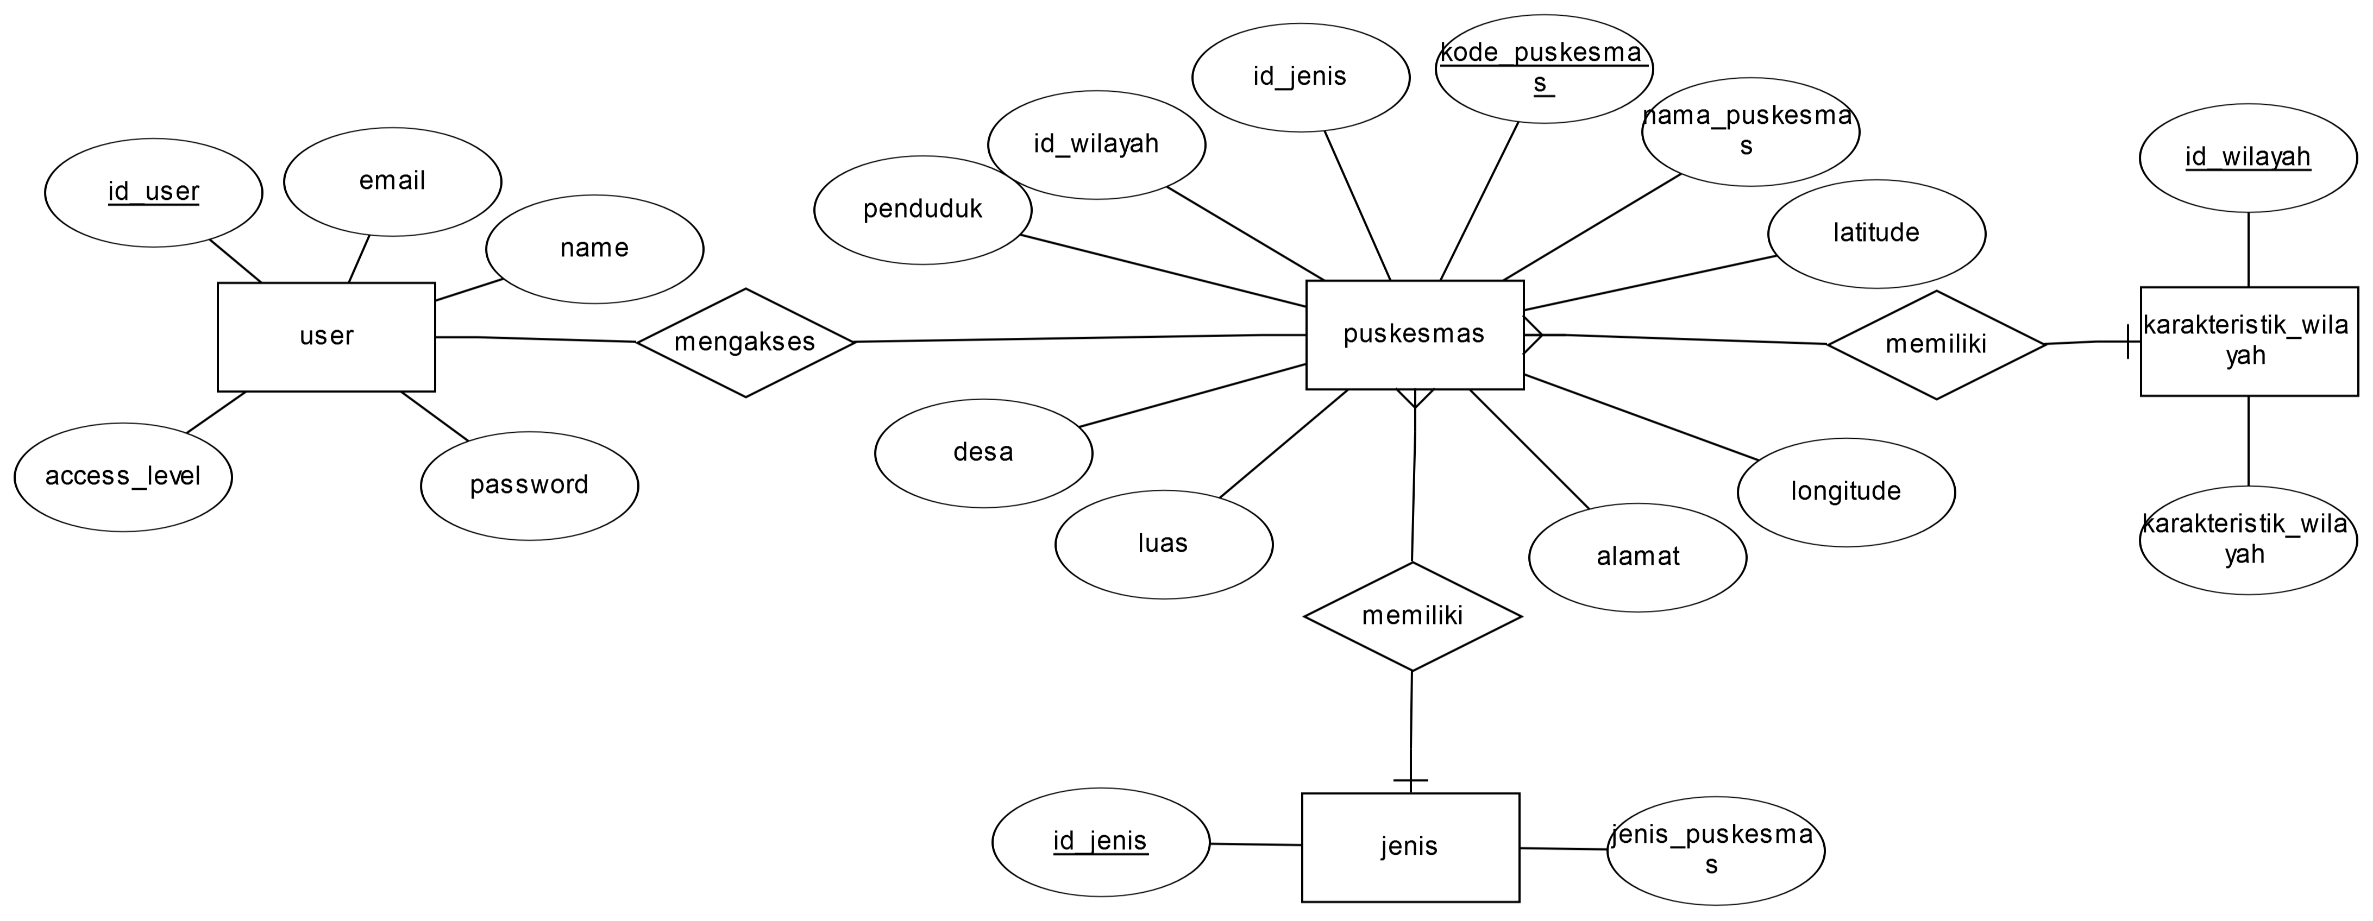 id_jenis
kode_puskesma
s
nama_puskesma
s
id_wilayah
id_wilayah
id_user
email
penduduk
name
latitude
user
mengakses
puskesmas
memiliki
karakteristik_wila
yah
access_level
password
desa
luas
alamat
longitude
karakteristik_wila
yah
memiliki
id_jenis
jenis
jenis_puskesma
s